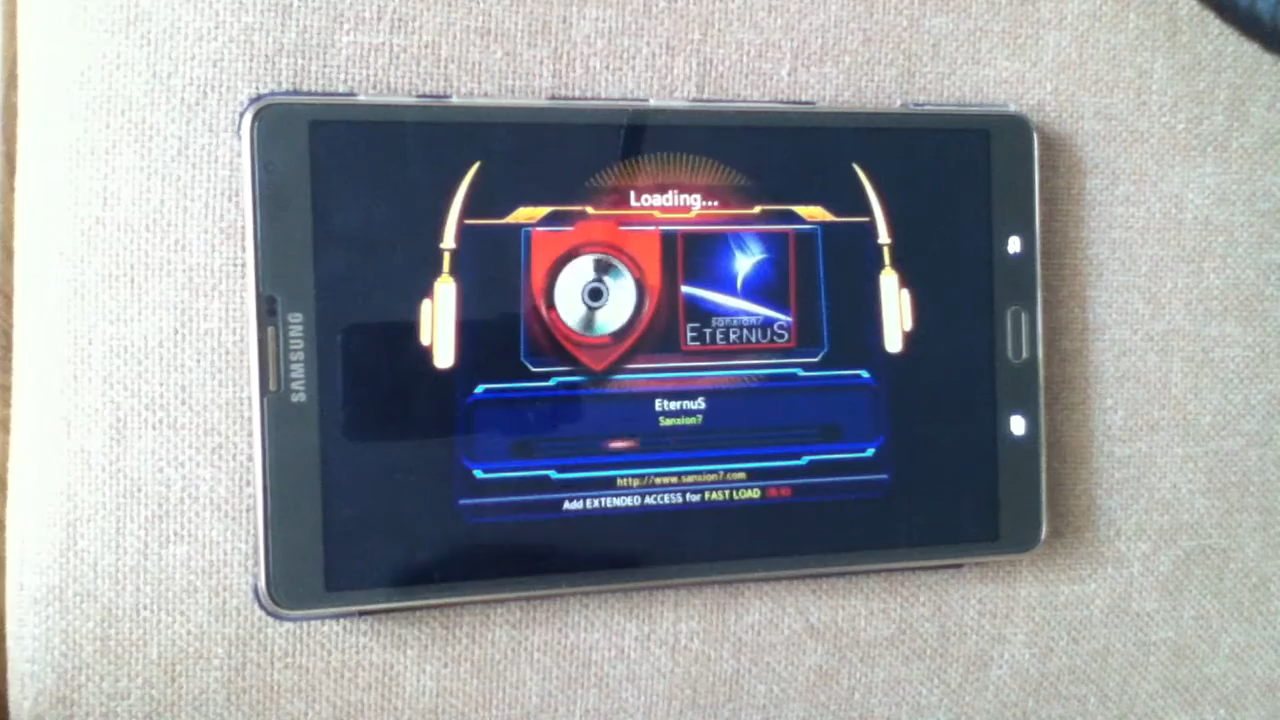 SAMSUNG
Loading...
sanxion7
ETERNUS
EternuS
Sanxion7
http://www.sanxion7.com
Add EXTENDED ACCESS for FAST LOAD